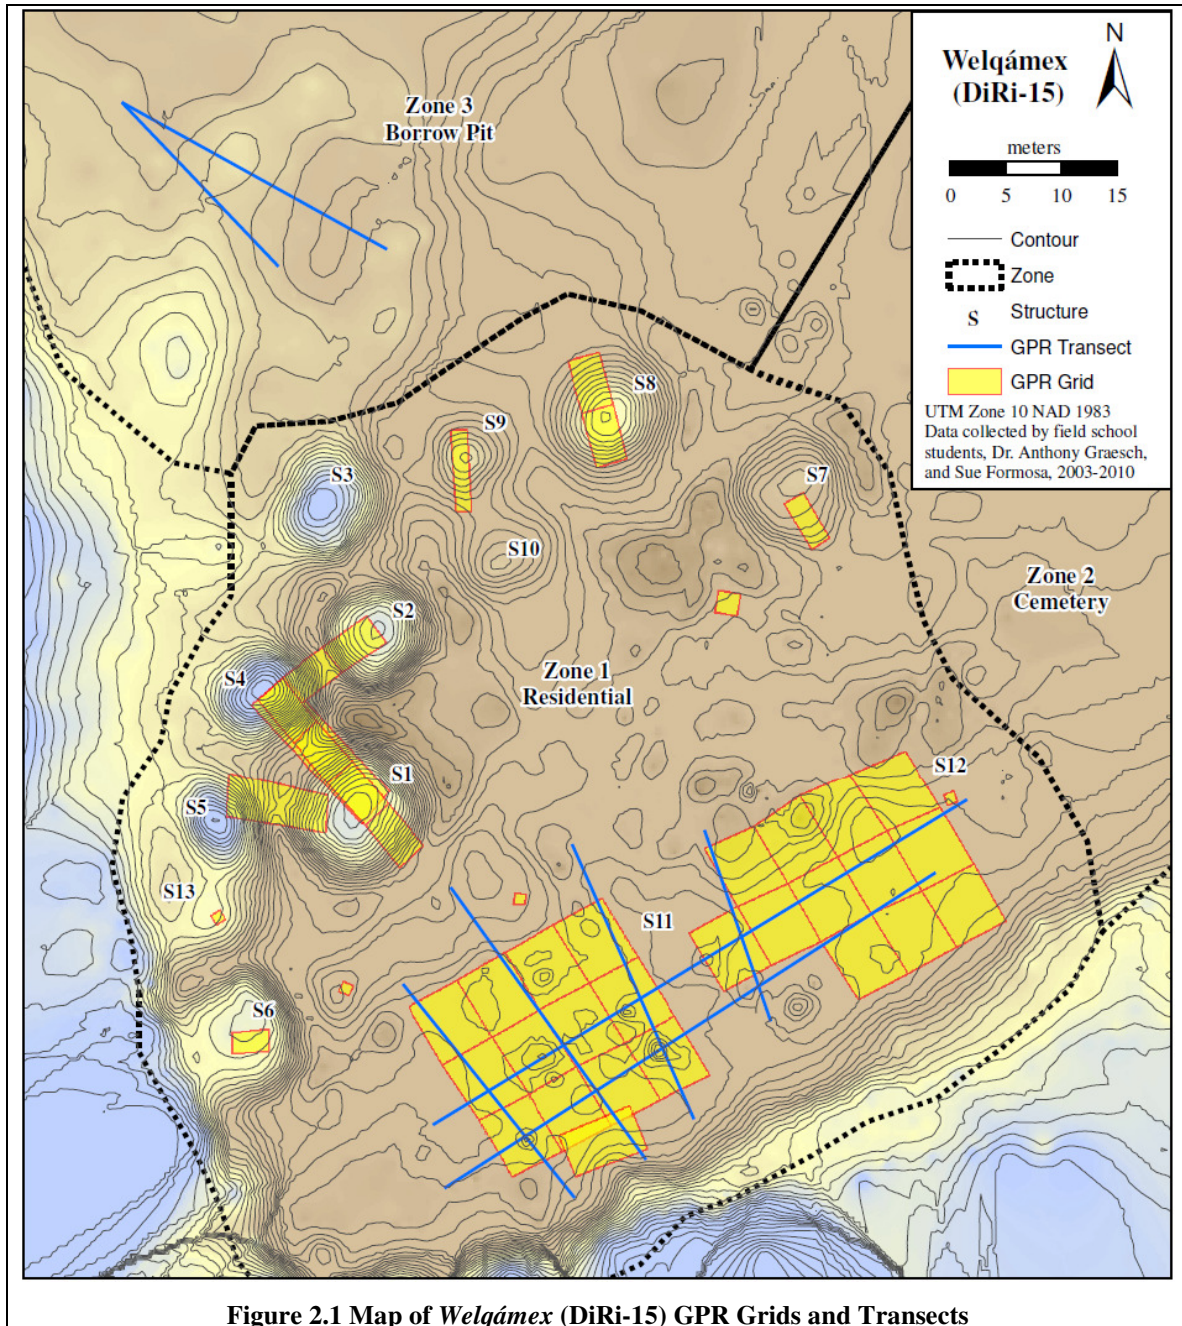 Welqámex
(DiRi-15)
N
meters
0 5 10 15
Contour
Zone
S Structure
GPR Transect
GPR Grid
UTM Zone 10 NAD 1983
Data collected by field school
students, Dr. Anthony Graesch,
and Sue Formosa, 2003-2010
Zone 3
Borrow Pit
S8
S9
S3
S7
S10
Zone 2
Cemetery
S2
S4
Zone 1
Residential
S1
S12
S5
S13
S11
S6
Figure 2.1 Map of Welqámex (DiRi-15) GPR Grids and Transects